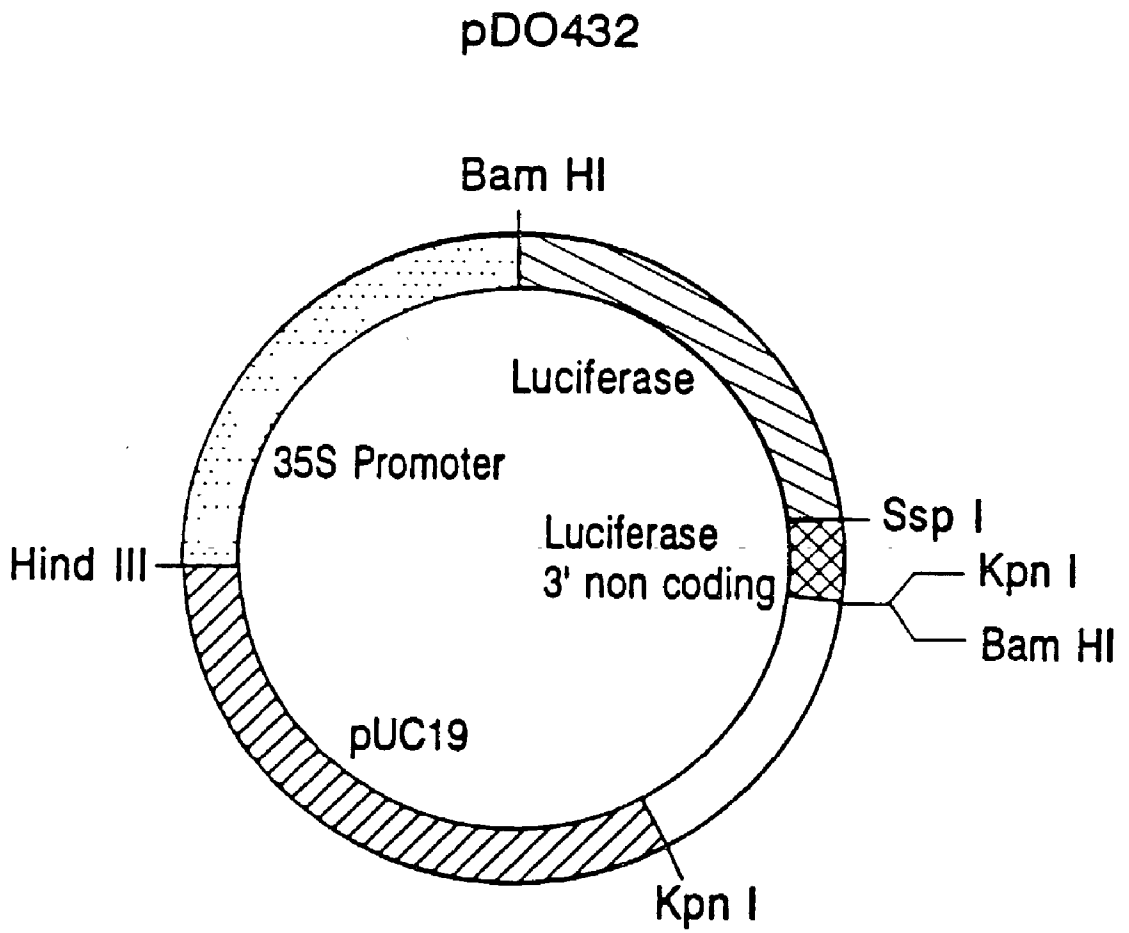 pDO432
Bam HI
Luciferase
35S Promoter
Ssp I
Luciferase
3' non coding
Kpn I
Hind III
Bam HI
pUC19
Kpn I